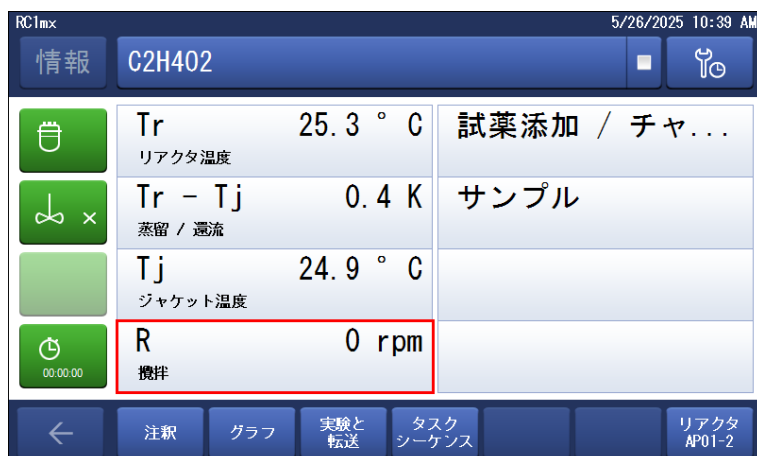 RC1mx 5/26/2025 10:39 AM
情報 C2H4O2
Tr 25.3 ° C 試薬添加 / チャ...
リアクタ温度
Tr - Tj 0.4 K サンプル
蒸留 / 還流
Tj 24.9 ° C
ジャケット温度
R 0 rpm
攪拌
00:00:00
注釈 グラフ 実験と転送 タスクシーケンス リアクタ AP01-2